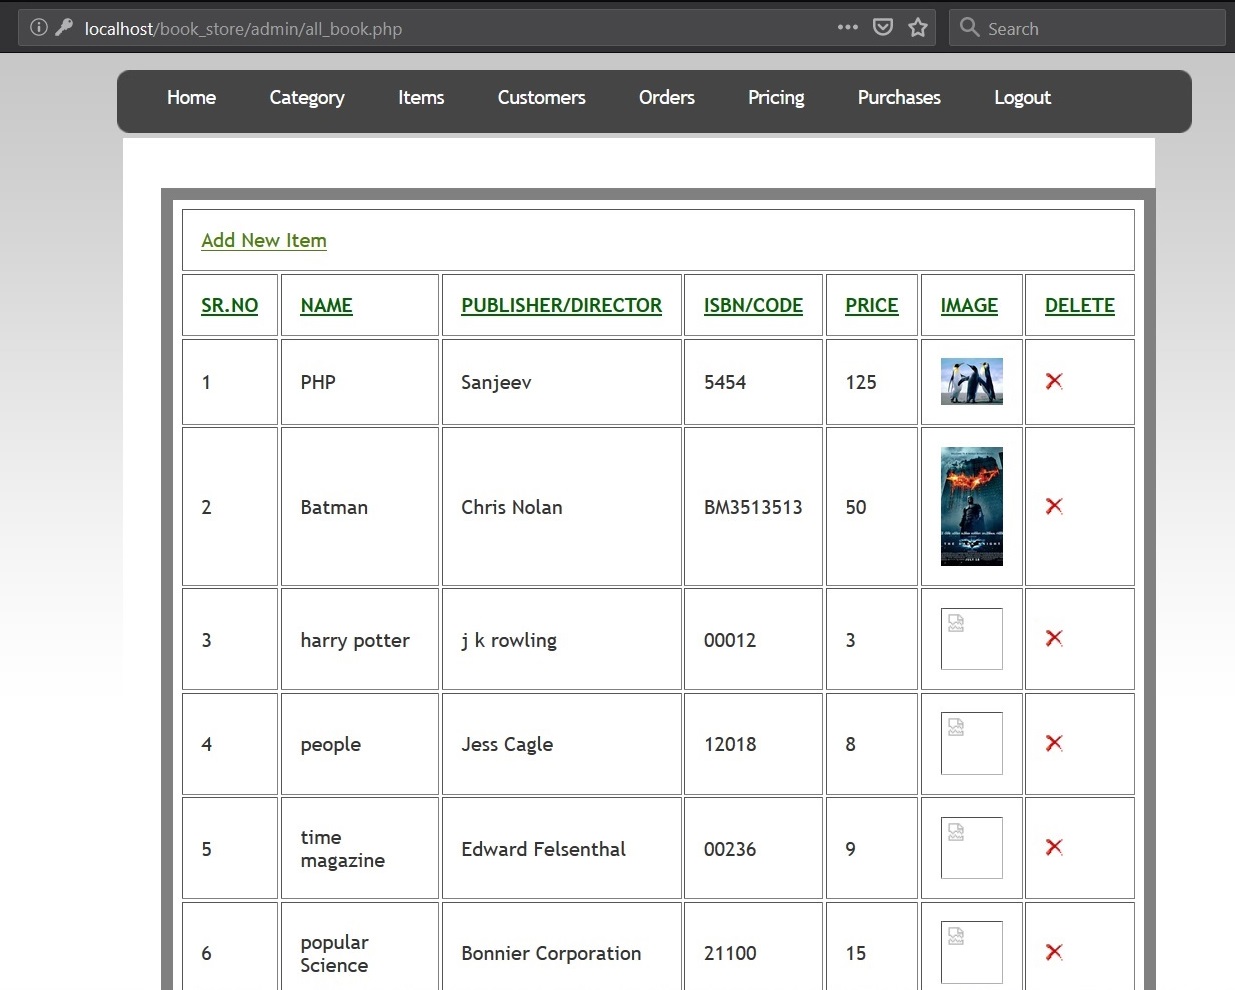 localhost/book_store/admin/all_book.php
Search
Home Category Items Customers Orders Pricing Purchases Logout
Add New Item
SR.NO NAME PUBLISHER/DIRECTOR ISBN/CODE PRICE IMAGE DELETE
1 PHP Sanjeev 5454 125
2 Batman Chris Nolan BM3513513 50
3 harry potter j k rowling 00012 3
4 people Jess Cagle 12018 8
5 time magazine Edward Felsenthal 00236 9
6 popular Science Bonnier Corporation 21100 15